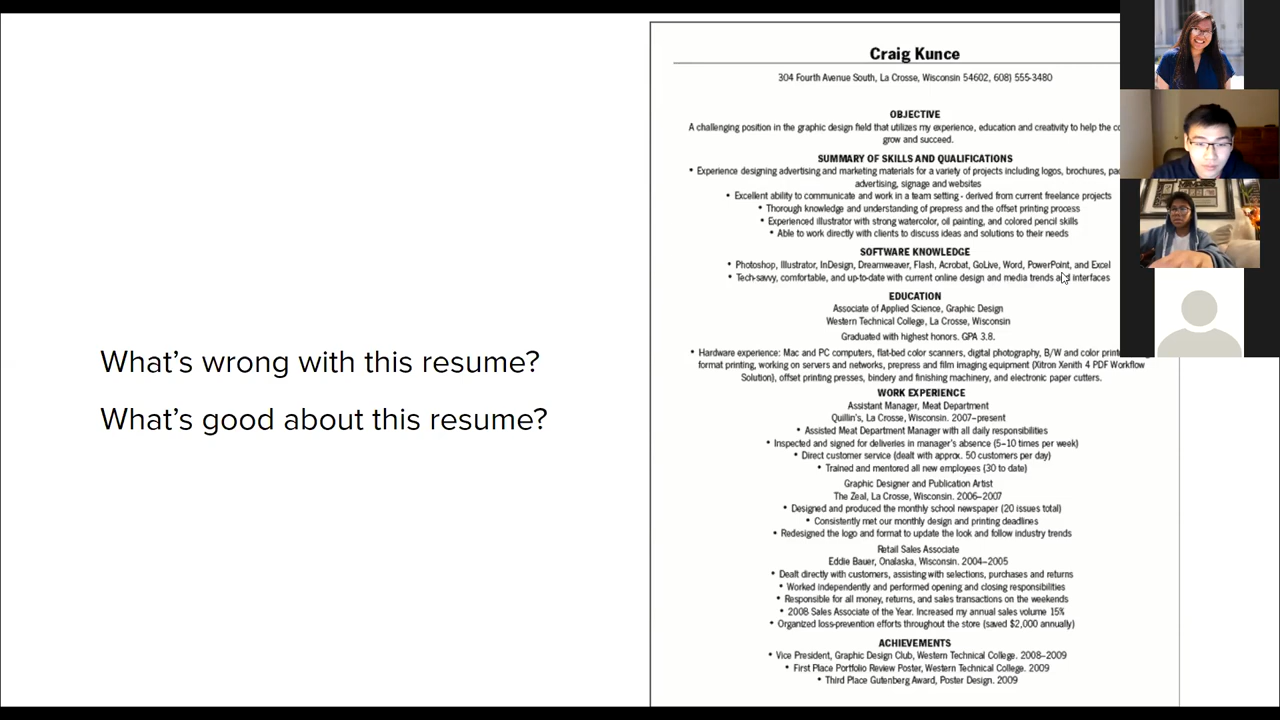 What's wrong with this resume?
What's good about this resume?
Craig Kunce
304 Fourth Avenue South, La Crosse, Wisconsin 54602, 608) 555-3480
OBJECTIVE
A challenging position in the graphic design field that utilizes my experience, education and creativity to help the
grow and succeed.
SUMMARY OF SKILLS AND QUALIFICATIONS
• Experience designing advertising and marketing materials for a variety of projects including logos, brochures,
advertising, signage and websites
• Excellent ability to communicate and work in a team setting - derived from current freelance projects
• Thorough knowledge and understanding of prepress and the offset printing process
• Experienced illustrator with strong watercolor, oil painting, and colored pencil skills
• Able to work directly with clients to discuss ideas and solutions to their needs
SOFTWARE KNOWLEDGE
• Photoshop, Illustrator, InDesign, Dreamweaver, Flash, Acrobat, GoLive, Word, PowerPoint, and Excel
• Tech-savvy, comfortable, and up-to-date with current online design and media trends and interfaces
EDUCATION
Associate of Applied Science, Graphic Design
Western Technical College, La Crosse, Wisconsin
Graduated with highest honors. GPA 3.8.
• Hardware experience: Mac and PC computers, flat-bed color scanners, digital photography, B/W and color
format printing, working on servers and networks, prepress and film imaging equipment (Xitron Xenith 4 PDF Workflow
Solution), offset printing presses, bindery and finishing machinery, and electronic paper cutters.
WORK EXPERIENCE
Assistant Manager, Meat Department
Quillin's, La Crosse, Wisconsin. 2007–present
• Assisted Meat Department Manager with all daily responsibilities
• Inspected and signed for deliveries in manager's absence (5–10 times per week)
• Direct customer service (dealt with approx. 50 customers per day)
• Trained and mentored all new employees (30 to date)
Graphic Designer and Publication Artist
The Zeal, La Crosse, Wisconsin. 2006–2007
• Designed and produced the monthly school newspaper (20 issues total)
• Consistently met our monthly design and printing deadlines
• Redesigned the logo and format to update the look and follow industry trends
Retail Sales Associate
Eddie Bauer, Onalaska, Wisconsin. 2004–2005
• Dealt directly with customers, assisting with selections, purchases and returns
• Worked independently and performed opening and closing responsibilities
• Responsible for all money, returns, and sales transactions on the weekends
• 2008 Sales Associate of the Year. Increased my annual sales volume 15%
• Organized loss-prevention efforts throughout the store (saved $2,000 annually)
ACHIEVEMENTS
• Vice President, Graphic Design Club, Western Technical College. 2008–2009
• First Place Portfolio Review Poster, Western Technical College. 2009
• Third Place Gutenberg Award, Poster Design. 2009